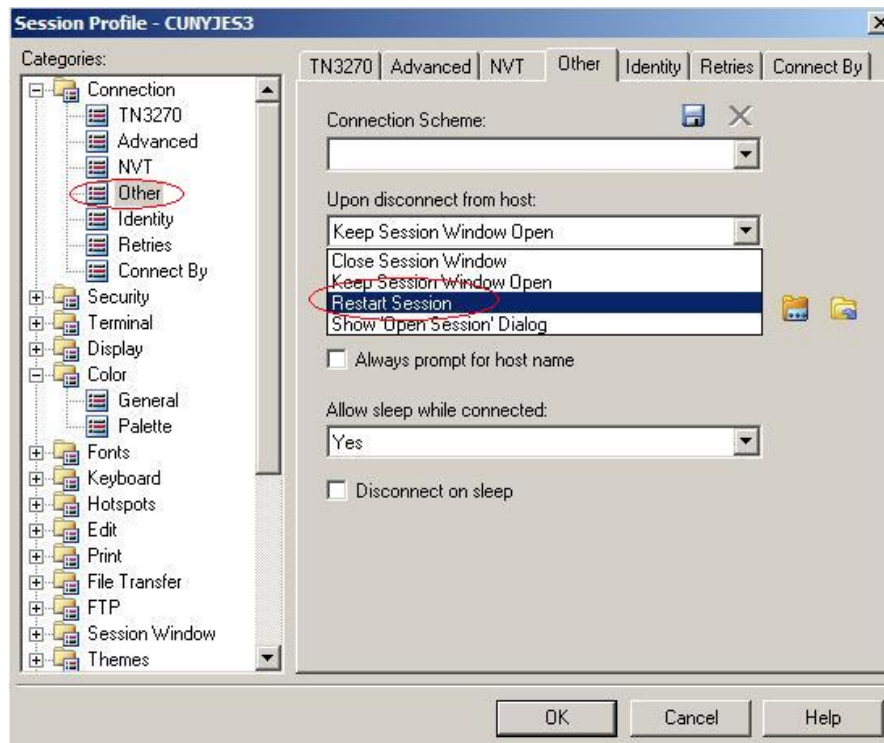 Session Profile - CUNYJES3
Categories:
Connection
TN3270
Advanced
NVT
Other
Identity
Retries
Connect By
Security
Terminal
Display
Color
General
Palette
Fonts
Keyboard
Hotspots
Edit
Print
File Transfer
FTP
Session Window
Themes
TN3270 Advanced NVT Other Identity Retries Connect By
Connection Scheme:
Upon disconnect from host:
Keep Session Window Open
Close Session Window
Keep Session Window Open
Restart Session
Show 'Open Session' Dialog
Always prompt for host name
Allow sleep while connected:
Yes
Disconnect on sleep
OK Cancel Help